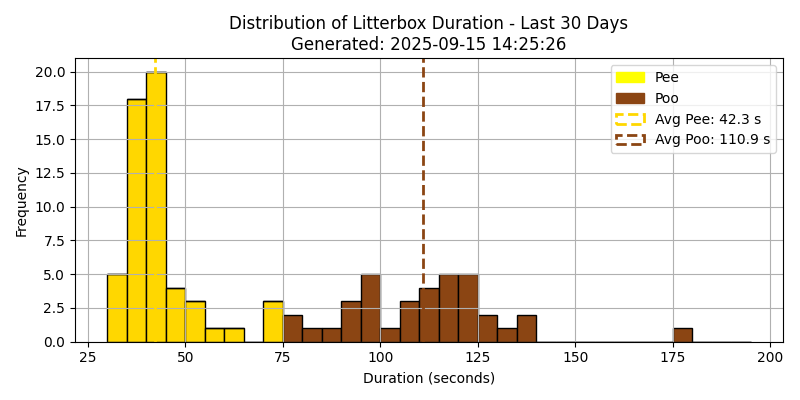 Distribution of Litterbox Duration - Last 30 Days
Generated: 2025-09-15 14:25:26
Pee
Poo
Avg Pee: 42.3 s
Avg Poo: 110.9 s
Frequency
20.0
17.5
15.0
12.5
10.0
7.5
5.0
2.5
0.0
25 50 75 100 125 150 175 200
Duration (seconds)